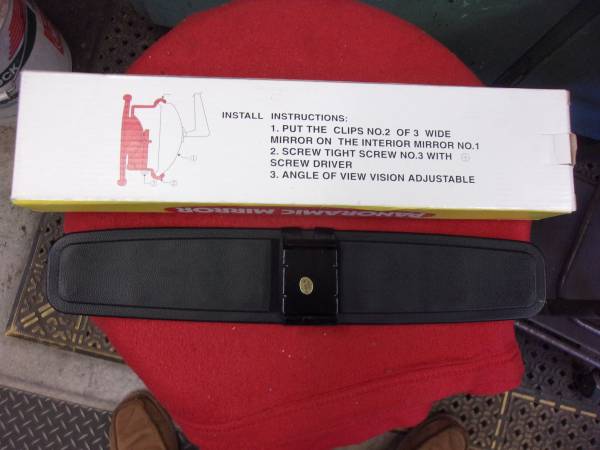 INSTALL INSTRUCTIONS:
1. PUT THE CLIPS NO.2 OF 3 WIDE
MIRROR ON THE INTERIOR MIRROR NO.1
2. SCREW TIGHT SCREW NO.3 WITH
SCREW DRIVER
3. ANGLE OF VIEW VISION ADJUSTABLE
PANORAMIC MIRROR